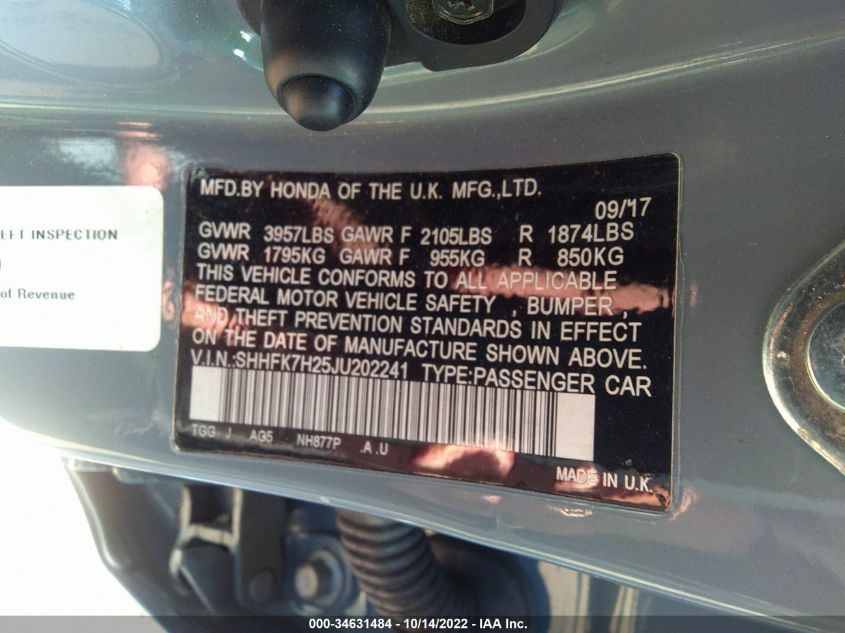 MFD.BY HONDA OF THE U.K. MFG.,LTD.
09/17
GVWR 3957LBS GAWR F 2105LBS R 1874LBS
GVWR 1795KG GAWR F 955KG R 850KG
THIS VEHICLE CONFORMS TO ALL APPLICABLE
FEDERAL MOTOR VEHICLE SAFETY , BUMPER ,
AND THEFT PREVENTION STANDARDS IN EFFECT
ON THE DATE OF MANUFACTURE SHOWN ABOVE.
V.I.N.:SHHFK7H25JU202241 TYPE:PASSENGER CAR
TGG J AG5 NH877P .A .U
MADE IN U.K.
INSPECTION
of Revenue
000-34631484 - 10/14/2022 - IAA Inc.